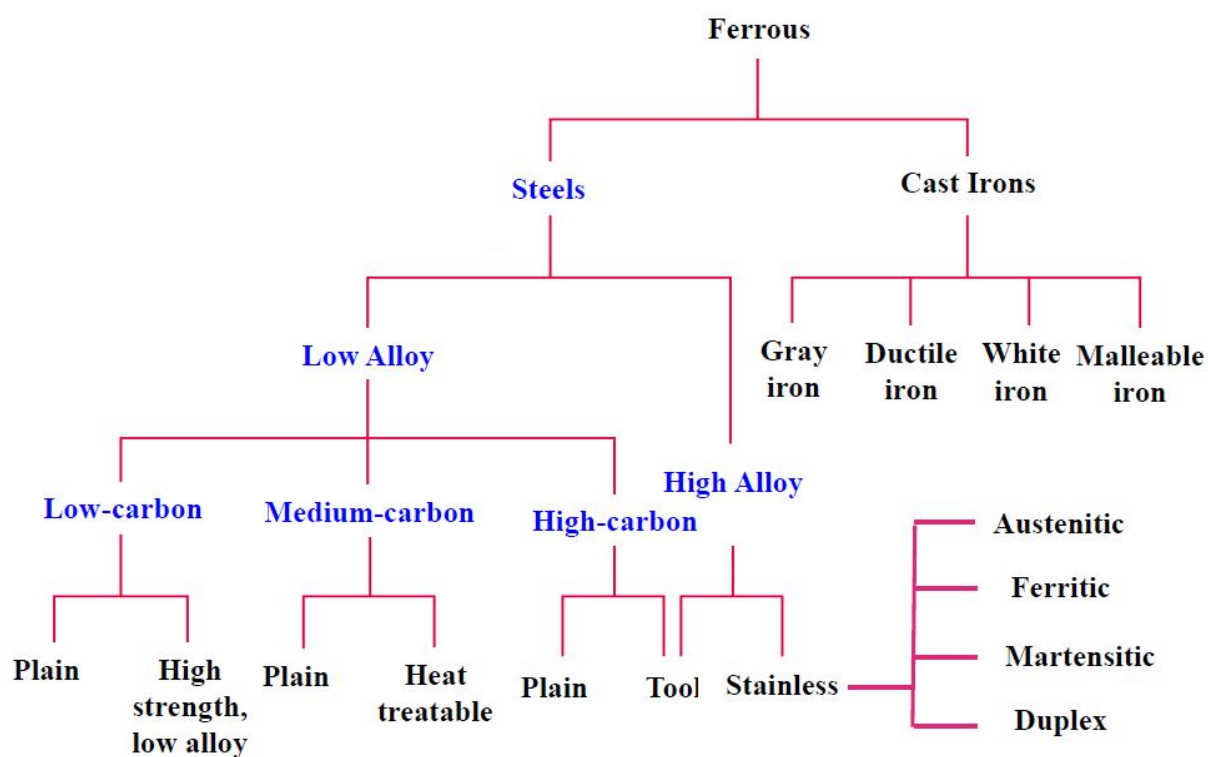 Ferrous
Steels
Cast Irons
Low Alloy
Gray
iron
Ductile
iron
White
iron
Malleable
iron
High Alloy
Low-carbon
Medium-carbon
High-carbon
Plain
High
strength,
low alloy
Plain
Heat
treatable
Plain
Tool
Stainless
Austenitic
Ferritic
Martensitic
Duplex